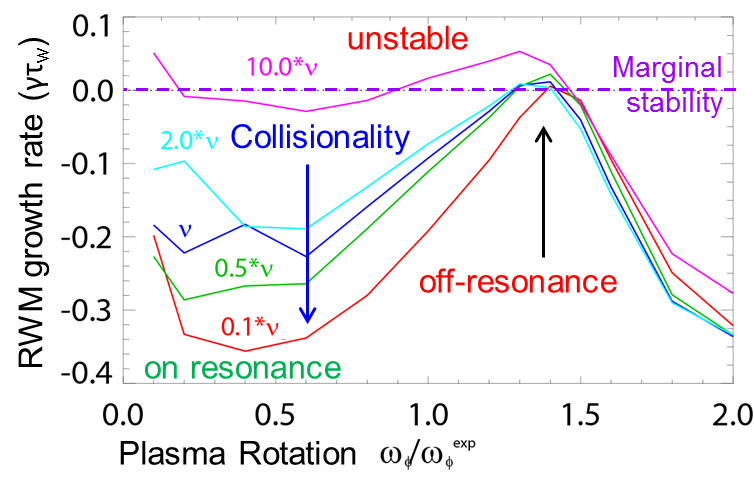 0.1
0.0
-0.1
-0.2
-0.3
-0.4
RWM growth rate (γτw)
unstable
10.0*ν
Marginal
stability
2.0*ν
Collisionality
ν
0.5*ν
off-resonance
0.1*ν
on resonance
0.0 0.5 1.0 1.5 2.0
Plasma Rotation ωϕ/ωϕexp